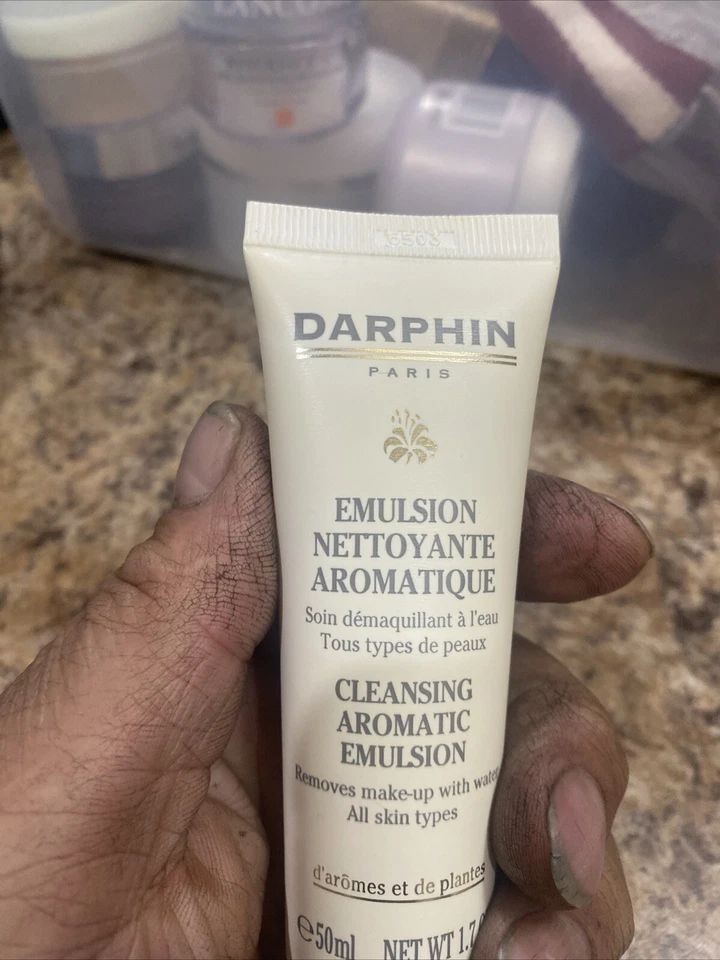 LANCÔME
DARPHIN
PARIS
EMULSION
NETTOYANTE
AROMATIQUE
Soin démaquillant à l'eau
Tous types de peaux
CLEANSING
AROMATIC
EMULSION
Removes make-up with water
All skin types
d'arômes et de plantes
℮50ml NET WT 1.7